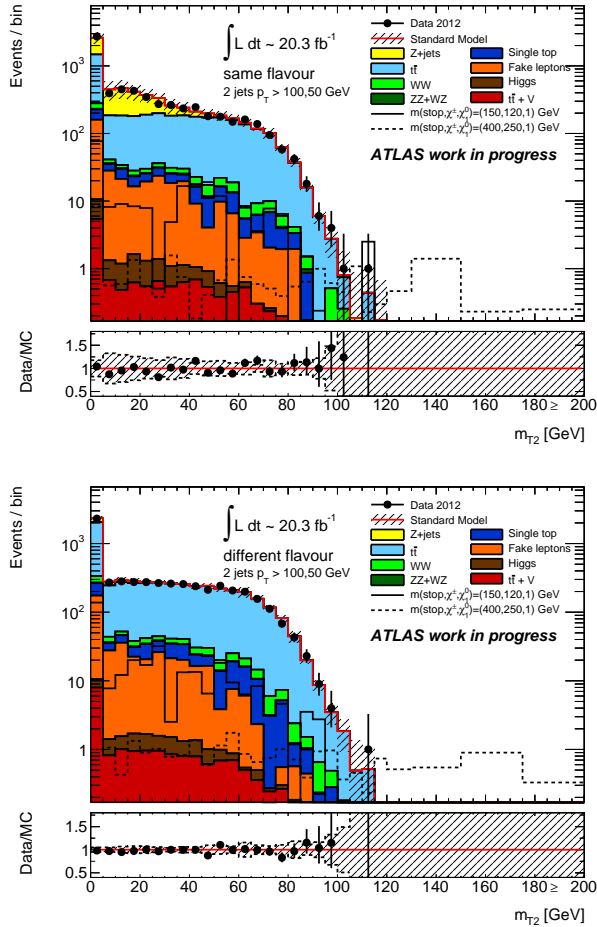 Events / bin
10³
10²
10
1
∫ L dt ~ 20.3 fb⁻¹
same flavour
2 jets p_T > 100,50 GeV
Data 2012
Standard Model
Z+jets
Single top
tt̄
Fake leptons
WW
Higgs
ZZ+WZ
tt̄ + V
m(stop,χ±,χ₁⁰)=(150,120,1) GeV
m(stop,χ±,χ₁⁰)=(400,250,1) GeV
ATLAS work in progress
Data/MC
1.5
1
0.5
0 20 40 60 80 100 120 140 160 180 ≥ 200
m_T2 [GeV]
Events / bin
10³
10²
10
1
∫ L dt ~ 20.3 fb⁻¹
different flavour
2 jets p_T > 100,50 GeV
Data 2012
Standard Model
Z+jets
Single top
tt̄
Fake leptons
WW
Higgs
ZZ+WZ
tt̄ + V
m(stop,χ±,χ₁⁰)=(150,120,1) GeV
m(stop,χ±,χ₁⁰)=(400,250,1) GeV
ATLAS work in progress
Data/MC
1.5
1
0.5
0 20 40 60 80 100 120 140 160 180 ≥ 200
m_T2 [GeV]